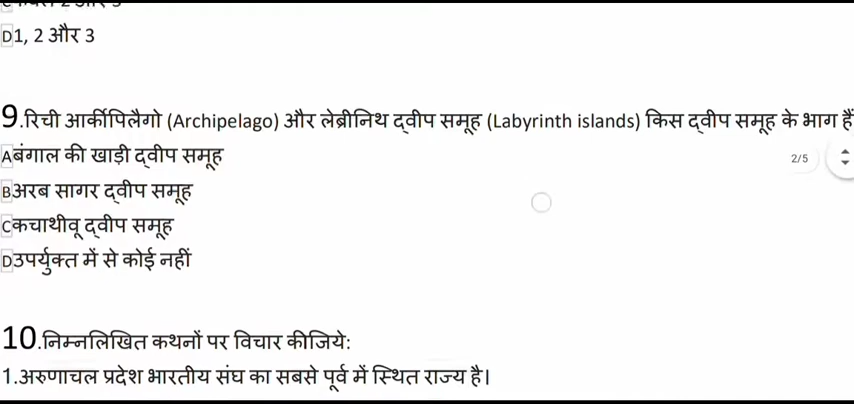 D1, 2 और 3
9.रिची आर्कीपिलैगो (Archipelago) और लेब्रीनिथ द्वीप समूह (Labyrinth islands) किस द्वीप समूह के भाग हैं
Aबंगाल की खाड़ी द्वीप समूह
2/5
Bअरब सागर द्वीप समूह
Cकचाथीवू द्वीप समूह
Dउपर्युक्त में से कोई नहीं
10.निम्नलिखित कथनों पर विचार कीजिये:
1.अरुणाचल प्रदेश भारतीय संघ का सबसे पूर्व में स्थित राज्य है।